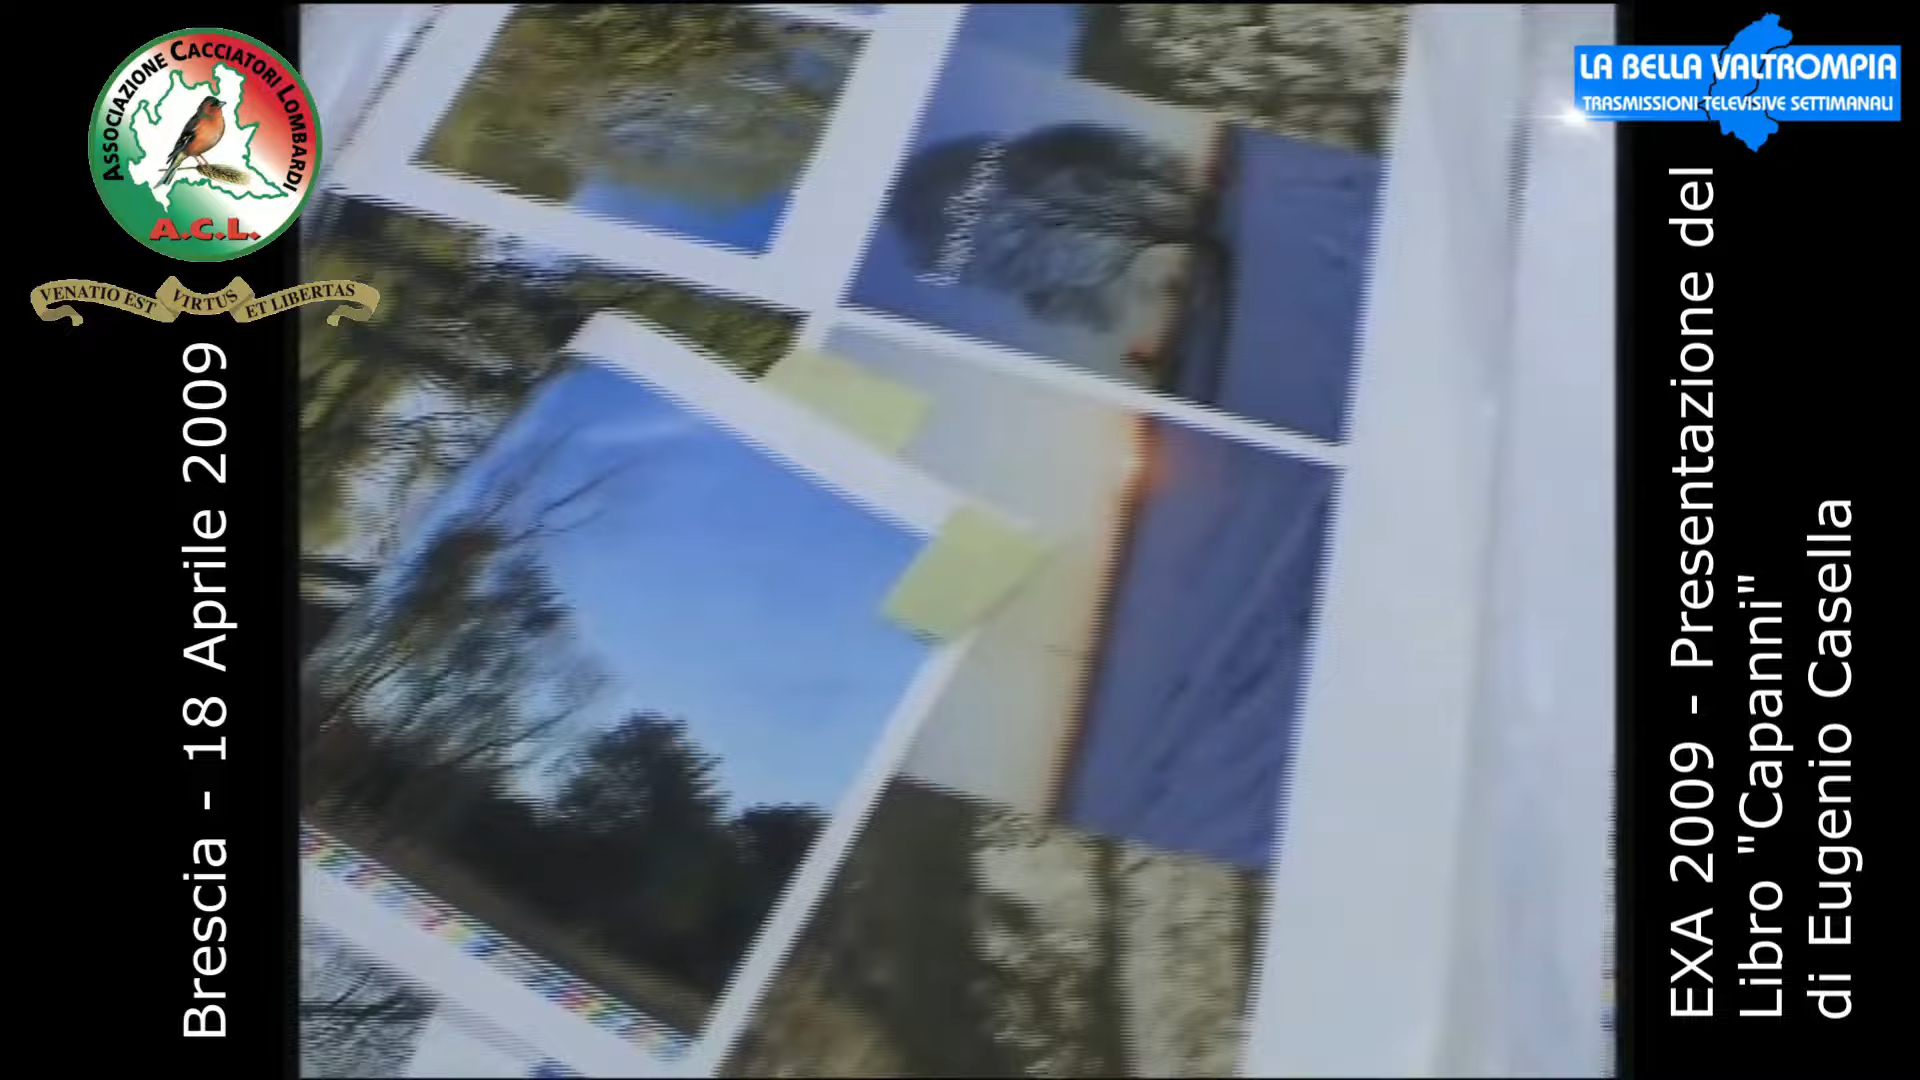 ASSOCIAZIONE CACCIATORI LOMBARDI
A.C.L.
VENATIO EST VIRTUS ET LIBERTAS
Brescia - 18 Aprile 2009
LA BELLA VALTROMPIA
TRASMISSIONI TELEVISIVE SETTIMANALI
EXA 2009 - Presentazione del
Libro "Capanni"
di Eugenio Casella